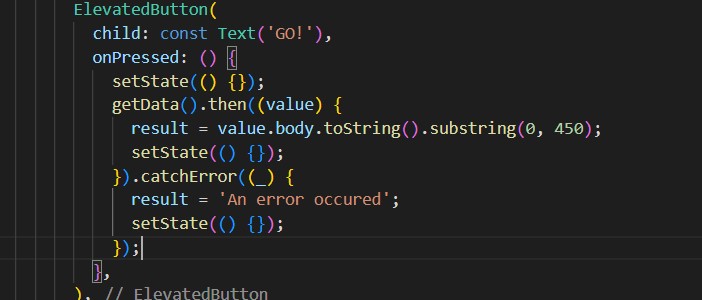 ElevatedButton(
child: const Text('GO!'),
onPressed: () {
setState(() {});
getData().then((value) {
result = value.body.toString().substring(0, 450);
setState(() {});
}).catchError((_) {
result = 'An error occured';
setState(() {});
});
},
), // ElevatedButton